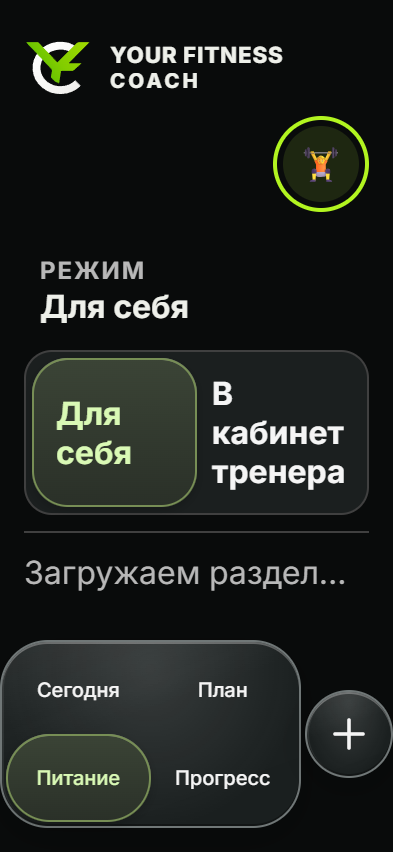 YOUR FITNESS
COACH
РЕЖИМ
Для себя
Для
себя
В
кабинет
тренера
Загружаем раздел...
Сегодня
План
Питание
Прогресс